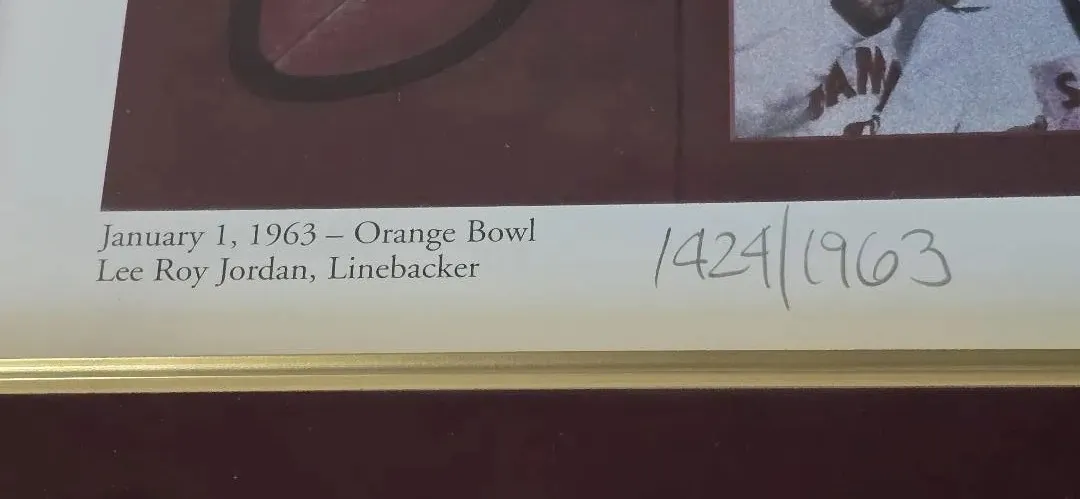 January 1, 1963 – Orange Bowl
Lee Roy Jordan, Linebacker
1424/1963